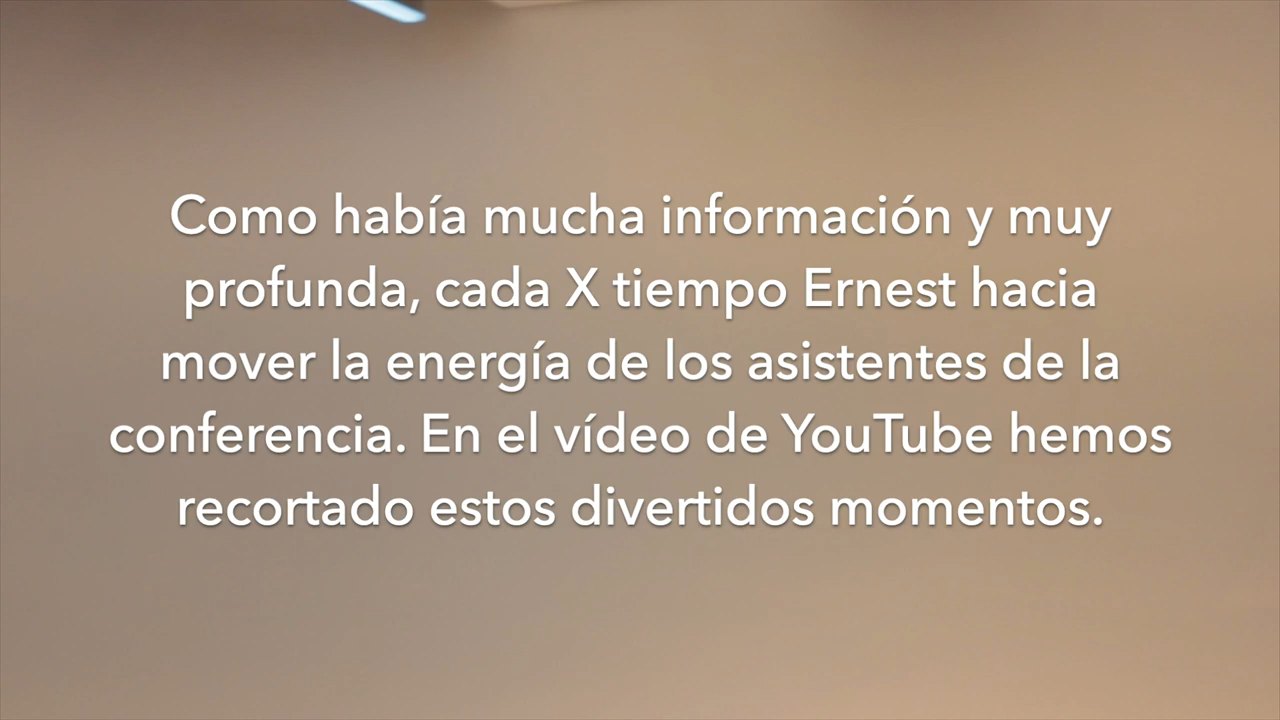 Como había mucha información y muy
profunda, cada X tiempo Ernest hacia
mover la energía de los asistentes de la
conferencia. En el vídeo de YouTube hemos
recortado estos divertidos momentos.